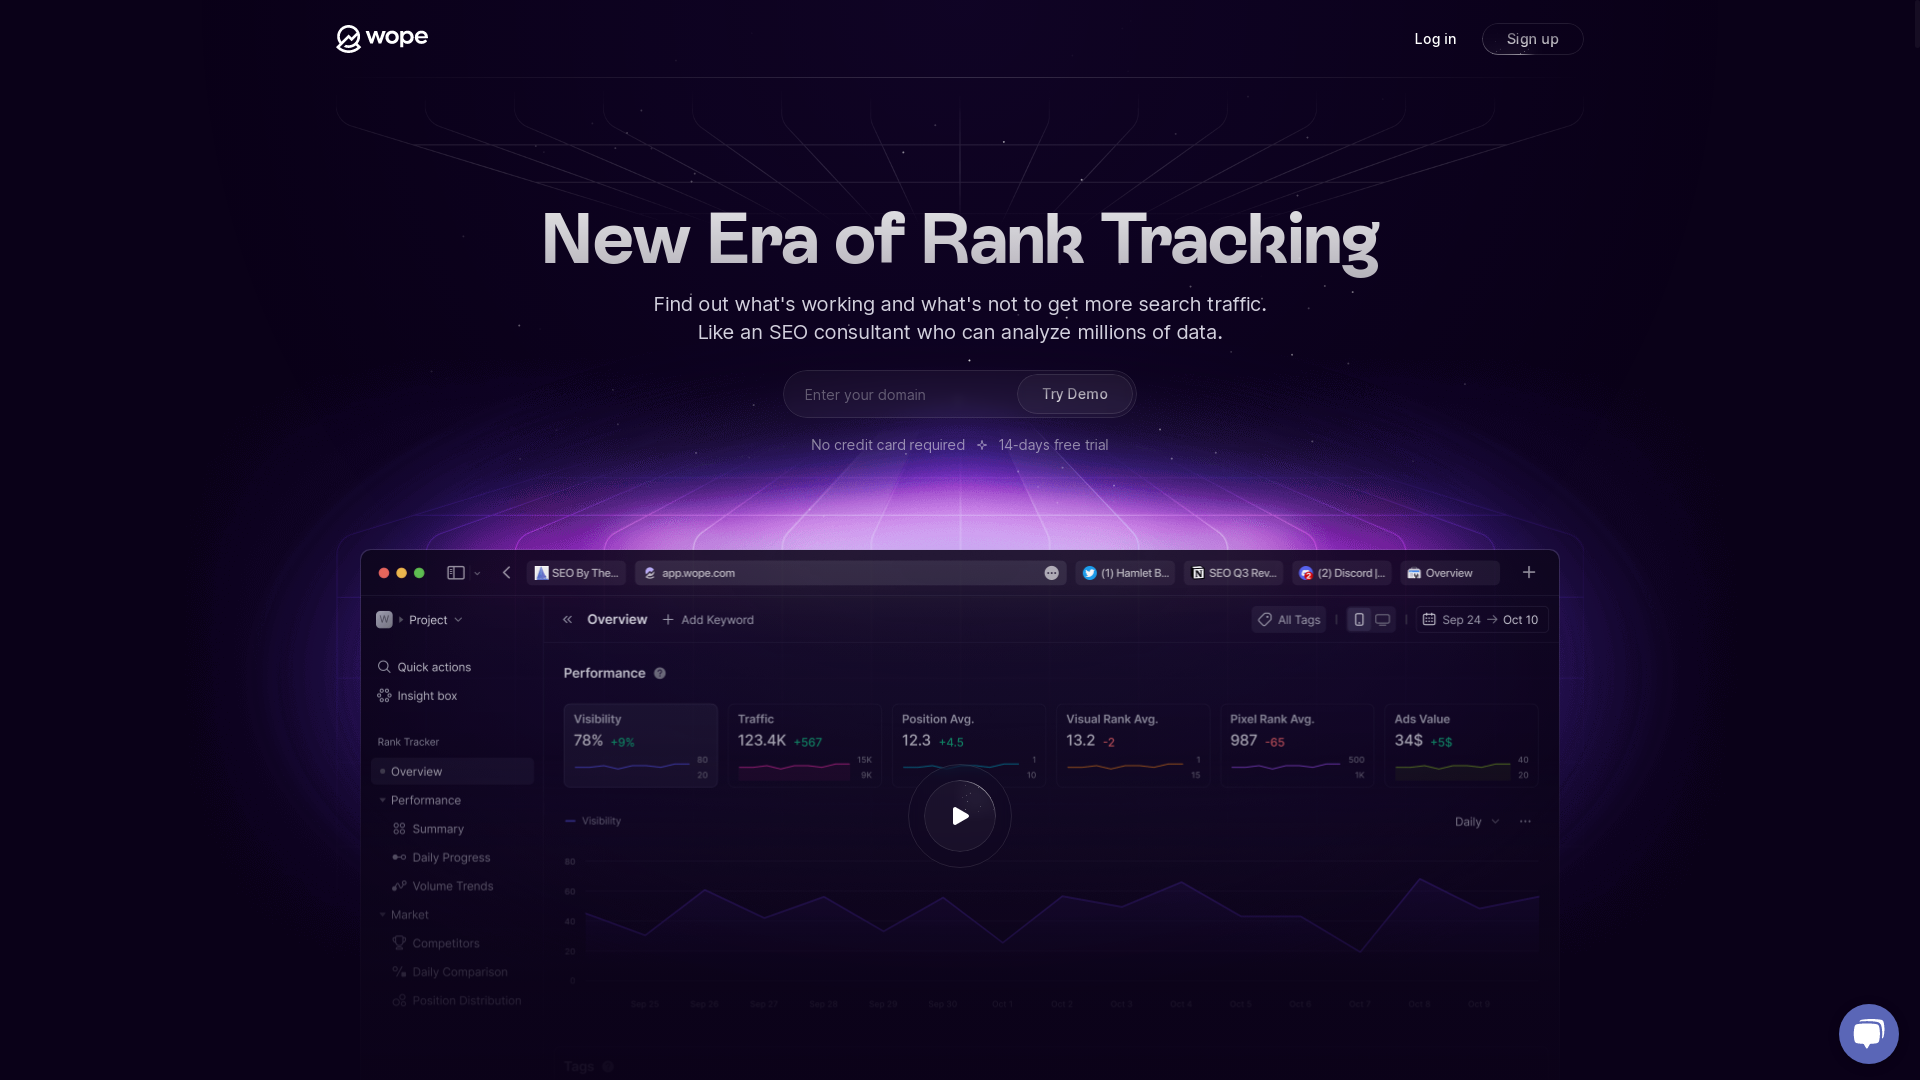 wope
Log in
Sign up
New Era of Rank Tracking
Find out what's working and what's not to get more search traffic.
Like an SEO consultant who can analyze millions of data.
Enter your domain
Try Demo
No credit card required
14-days free trial
SEO By The...
app.wope.com
(1) Hamlet B...
SEO Q3 Rev...
(2) Discord |...
Overview
W
Project
Overview
Add Keyword
All Tags
Sep 24 → Oct 10
Quick actions
Insight box
Rank Tracker
Overview
Performance
Summary
Daily Progress
Volume Trends
Market
Competitors
Daily Comparison
Position Distribution
Performance ?
Visibility
78% +9%
80
20
Traffic
123.4K +567
15K
9K
Position Avg.
12.3 +4.5
1
10
Visual Rank Avg.
13.2 -2
1
15
Pixel Rank Avg.
987 -65
500
1K
Ads Value
34$ +5$
40
20
Visibility
Daily
80
60
40
20
0
Sep 25 Sep 26 Sep 27 Sep 28 Sep 29 Sep 30 Oct 1 Oct 2 Oct 3 Oct 4 Oct 5 Oct 6 Oct 7 Oct 8 Oct 9
Tags